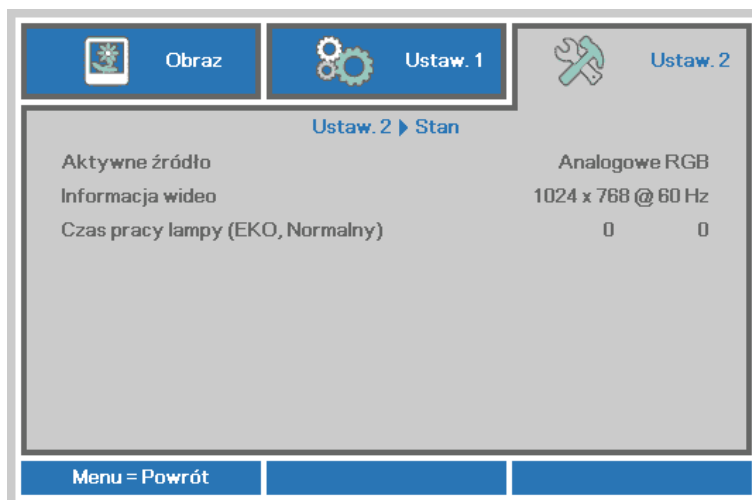 Obraz Ustaw. 1 Ustaw. 2
Ustaw. 2 ▶ Stan
Aktywne źródło Analogowe RGB
Informacja wideo 1024 x 768 @ 60 Hz
Czas pracy lampy (EKO, Normalny) 0 0
Menu = Powrót